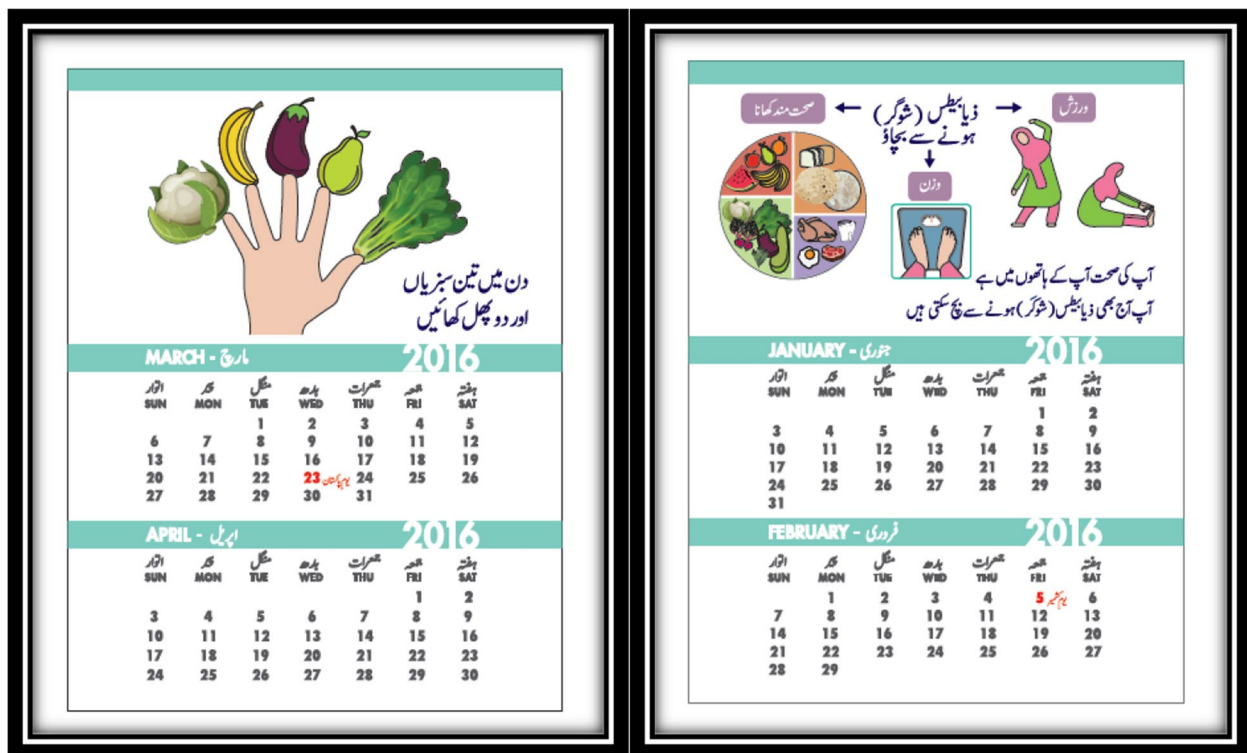 دن میں تین سبزیاں
اور دو پھل کھائیں
MARCH - مارچ 2016
اتوار پیر منگل بدھ جمعرات جمعہ ہفتہ
SUN MON TUE WED THU FRI SAT
1 2 3 4 5
6 7 8 9 10 11 12
13 14 15 16 17 18 19
20 21 22 23 یوم پاکستان 24 25 26
27 28 29 30 31
APRIL - اپریل 2016
اتوار پیر منگل بدھ جمعرات جمعہ ہفتہ
SUN MON TUE WED THU FRI SAT
1 2
3 4 5 6 7 8 9
10 11 12 13 14 15 16
17 18 19 20 21 22 23
24 25 26 27 28 29 30
ورزش
ذیابیطس (شوگر)
ہونے سے بچاؤ
صحت مند کھانا
وزن
آپ کی صحت آپ کے ہاتھوں میں ہے
آپ آج بھی ذیابیطس (شوگر) ہونے سے بچ سکتی ہیں
JANUARY - جنوری 2016
اتوار پیر منگل بدھ جمعرات جمعہ ہفتہ
SUN MON TUE WED THU FRI SAT
1 2
3 4 5 6 7 8 9
10 11 12 13 14 15 16
17 18 19 20 21 22 23
24 25 26 27 28 29 30
31
FEBRUARY - فروری 2016
اتوار پیر منگل بدھ جمعرات جمعہ ہفتہ
SUN MON TUE WED THU FRI SAT
1 2 3 4 5 یوم کشمیر 6
7 8 9 10 11 12 13
14 15 16 17 18 19 20
21 22 23 24 25 26 27
28 29